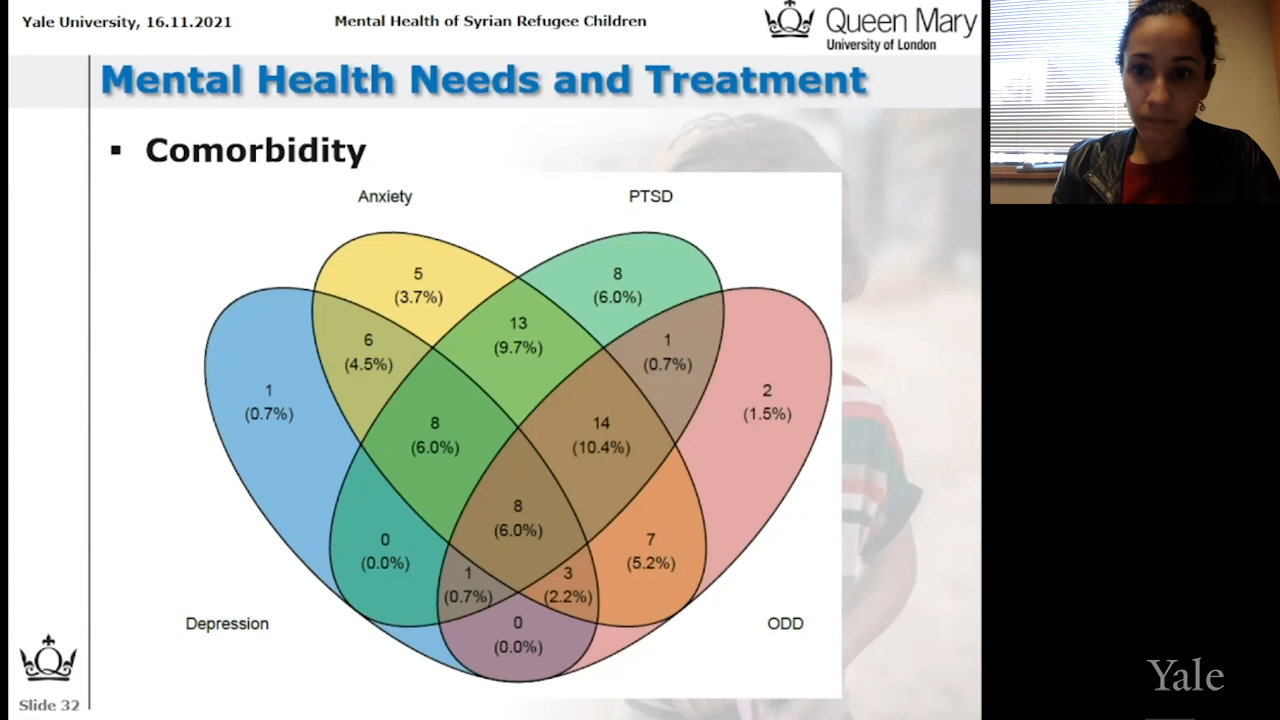 Yale University, 16.11.2021
Mental Health of Syrian Refugee Children
Queen Mary
University of London
Mental Health Needs and Treatment
▪ Comorbidity
Anxiety
PTSD
5
(3.7%)
8
(6.0%)
13
(9.7%)
6
(4.5%)
1
(0.7%)
1
(0.7%)
2
(1.5%)
8
(6.0%)
14
(10.4%)
8
(6.0%)
0
(0.0%)
7
(5.2%)
1
(0.7%)
3
(2.2%)
0
(0.0%)
Depression
ODD
Slide 32
Yale